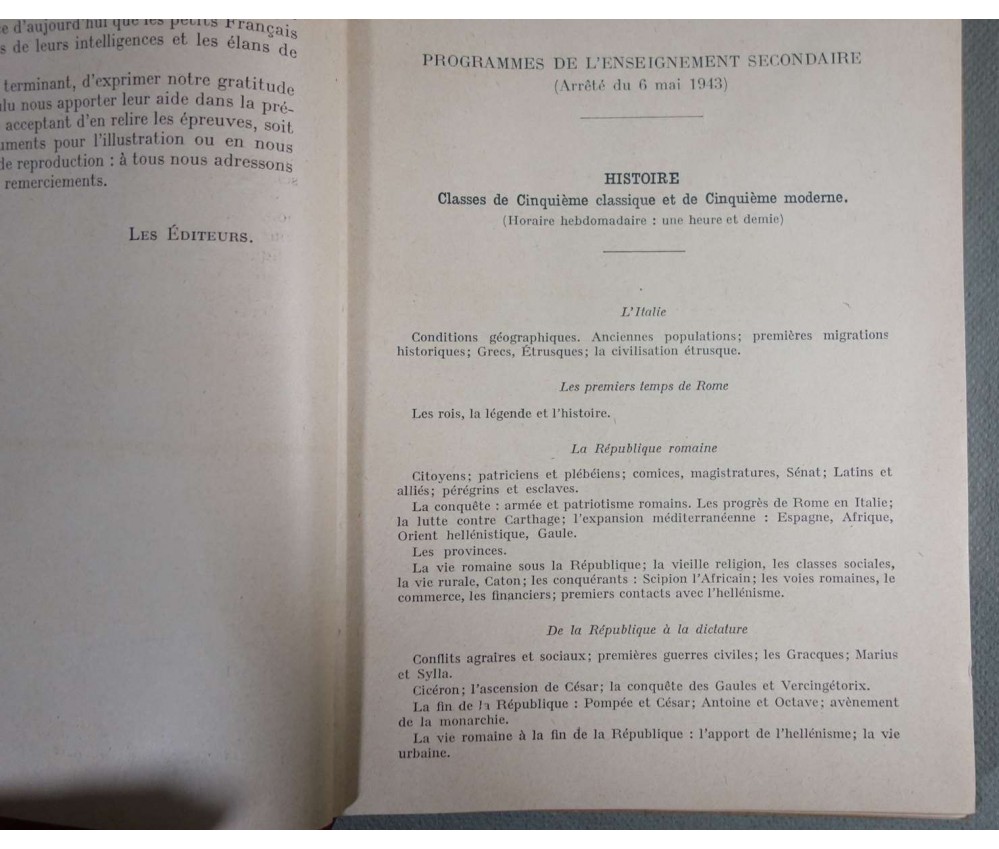 e d'aujourd'hui que les petits Français
s de leurs intelligences et les élans de
terminant, d'exprimer notre gratitude
ulu nous apporter leur aide dans la pré-
acceptant d'en relire les épreuves, soit
uments pour l'illustration ou en nous
de reproduction : à tous nous adressons
remerciements.
LES ÉDITEURS.
PROGRAMMES DE L'ENSEIGNEMENT SECONDAIRE
(Arrêté du 6 mai 1943)
HISTOIRE
Classes de Cinquième classique et de Cinquième moderne.
(Horaire hebdomadaire : une heure et demie)
L'Italie
Conditions géographiques. Anciennes populations; premières migrations
historiques; Grecs, Étrusques; la civilisation étrusque.
Les premiers temps de Rome
Les rois, la légende et l'histoire.
La République romaine
Citoyens; patriciens et plébéiens; comices, magistratures, Sénat; Latins et
alliés; pérégrins et esclaves.
La conquête : armée et patriotisme romains. Les progrès de Rome en Italie;
la lutte contre Carthage; l'expansion méditerranéenne : Espagne, Afrique,
Orient hellénistique, Gaule.
Les provinces.
La vie romaine sous la République; la vieille religion, les classes sociales,
la vie rurale, Caton; les conquérants : Scipion l'Africain; les voies romaines, le
commerce, les financiers; premiers contacts avec l'hellénisme.
De la République à la dictature
Conflits agraires et sociaux; premières guerres civiles; les Gracques; Marius
et Sylla.
Cicéron; l'ascension de César; la conquête des Gaules et Vercingétorix.
La fin de la République : Pompée et César; Antoine et Octave; avènement
de la monarchie.
La vie romaine à la fin de la République : l'apport de l'hellénisme; la vie
urbaine.